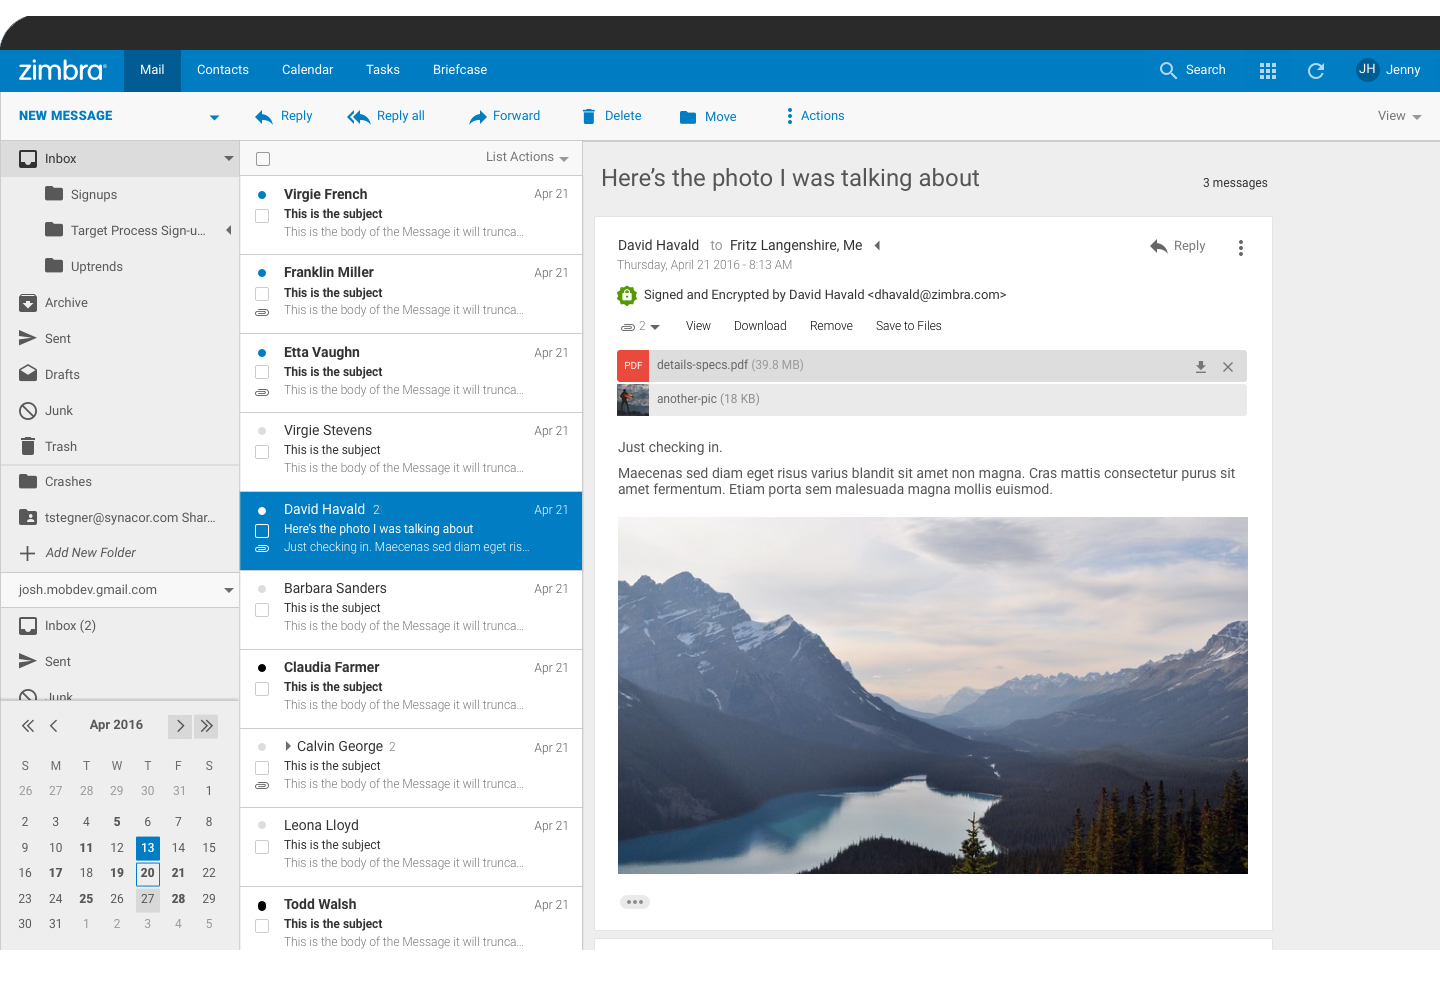 zimbra Mail Contacts Calendar Tasks Briefcase Search JH Jenny
NEW MESSAGE Reply Reply all Forward Delete Move Actions View
Inbox
Signups
Target Process Sign-u...
Uptrends
Archive
Sent
Drafts
Junk
Trash
Crashes
tstegner@synacor.com Shar...
Add New Folder
josh.mobdev.gmail.com
Inbox (2)
Sent
Junk
Apr 2016
S M T W T F S
26 27 28 29 30 31 1
2 3 4 5 6 7 8
9 10 11 12 13 14 15
16 17 18 19 20 21 22
23 24 25 26 27 28 29
30 31 1 2 3 4 5
List Actions
Virgie French Apr 21
This is the subject
This is the body of the Message it will trunca...
Franklin Miller Apr 21
This is the subject
This is the body of the Message it will trunca...
Etta Vaughn Apr 21
This is the subject
This is the body of the Message it will trunca...
Virgie Stevens Apr 21
This is the subject
This is the body of the Message it will trunca...
David Havald 2 Apr 21
Here's the photo I was talking about
Just checking in. Maecenas sed diam eget ris...
Barbara Sanders Apr 21
This is the subject
This is the body of the Message it will trunca...
Claudia Farmer Apr 21
This is the subject
This is the body of the Message it will trunca...
Calvin George 2 Apr 21
This is the subject
This is the body of the Message it will trunca...
Leona Lloyd Apr 21
This is the subject
This is the body of the Message it will trunca...
Todd Walsh Apr 21
This is the subject
This is the body of the Message it will trunca...
Here’s the photo I was talking about 3 messages
David Havald to Fritz Langenshire, Me Reply
Thursday, April 21 2016 - 8:13 AM
Signed and Encrypted by David Havald <dhavald@zimbra.com>
2 View Download Remove Save to Files
PDF details-specs.pdf (39.8 MB)
another-pic (18 KB)
Just checking in.
Maecenas sed diam eget risus varius blandit sit amet non magna. Cras mattis consectetur purus sit
amet fermentum. Etiam porta sem malesuada magna mollis euismod.